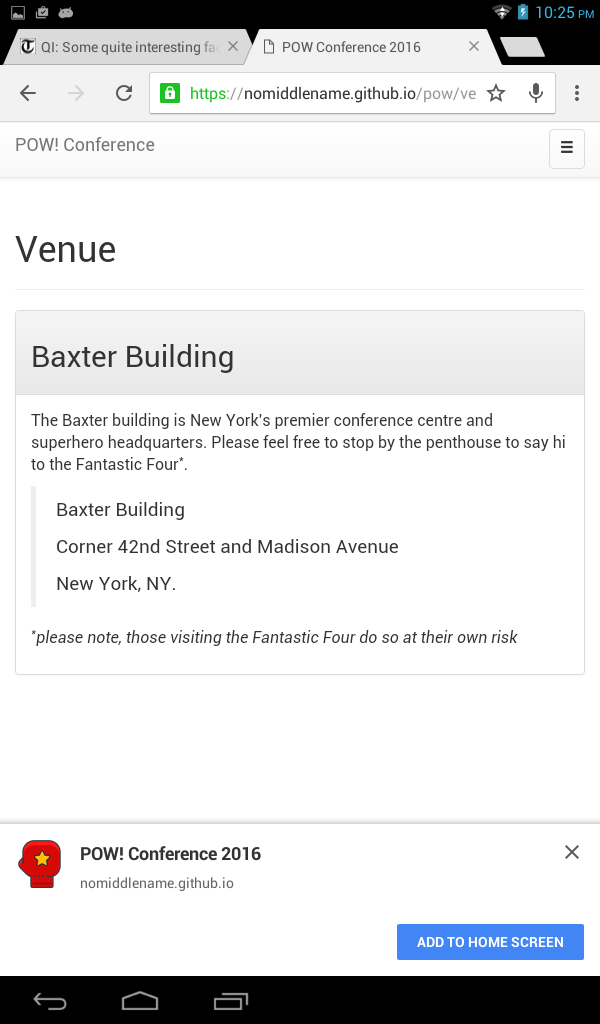 10:25 PM
QI: Some quite interesting fac
POW Conference 2016
https://nomiddlename.github.io/pow/ve
POW! Conference
Venue
Baxter Building
The Baxter building is New York's premier conference centre and
superhero headquarters. Please feel free to stop by the penthouse to say hi
to the Fantastic Four*.
Baxter Building
Corner 42nd Street and Madison Avenue
New York, NY.
*please note, those visiting the Fantastic Four do so at their own risk
POW! Conference 2016
nomiddlename.github.io
ADD TO HOME SCREEN